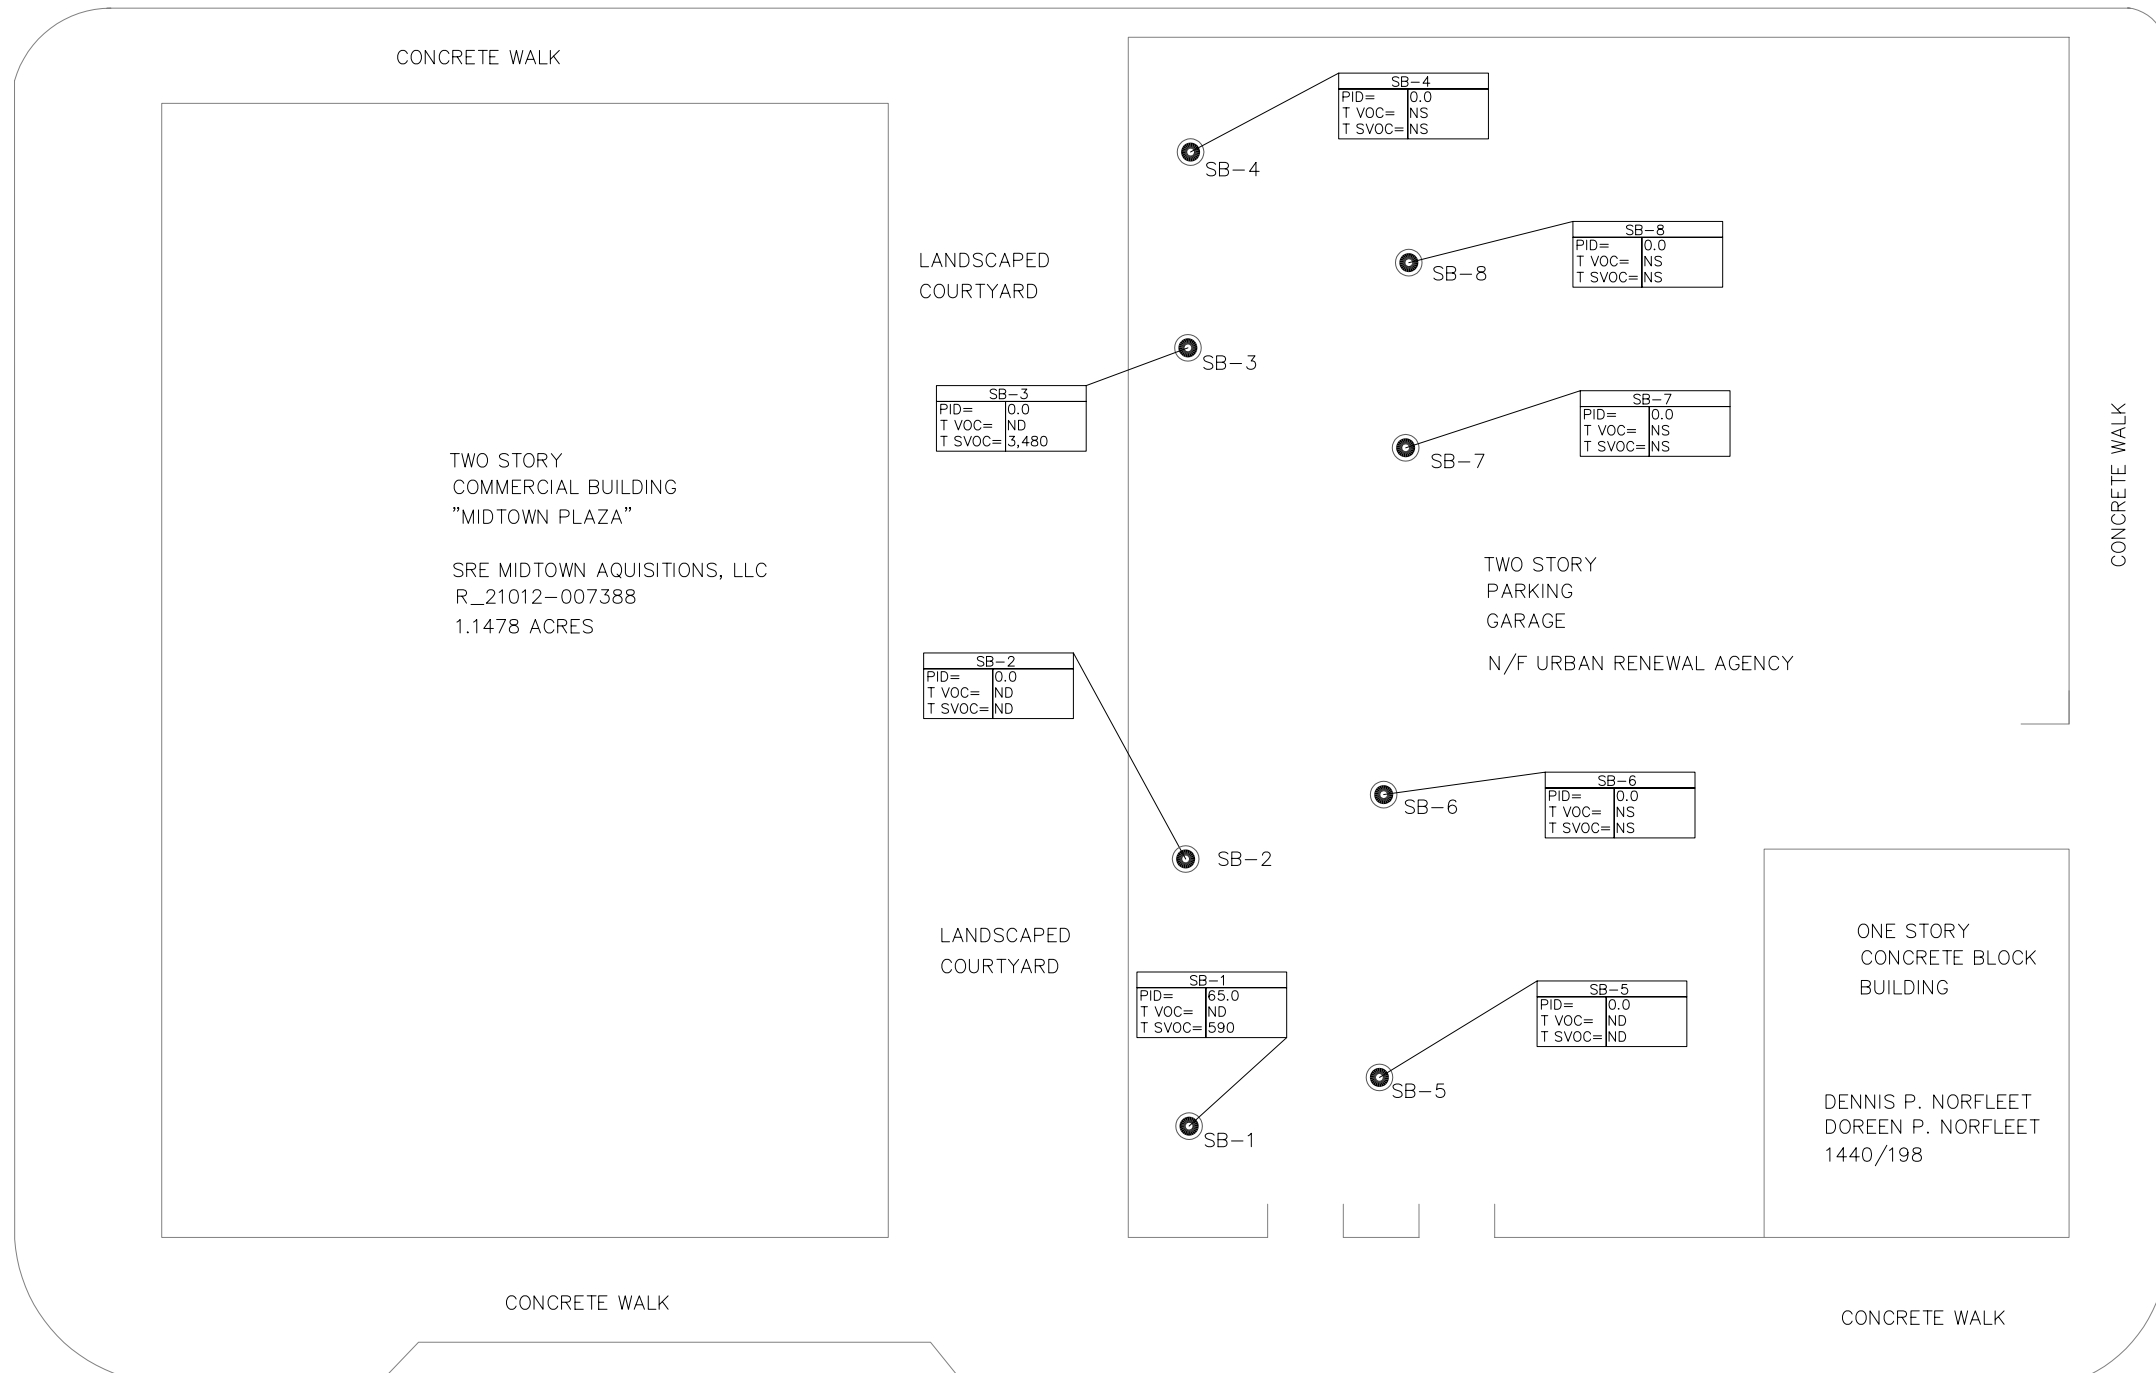 CONCRETE WALK
SB-4
PID= 0.0
T VOC= NS
T SVOC= NS
SB-4
SB-8
PID= 0.0
T VOC= NS
T SVOC= NS
SB-8
LANDSCAPED
COURTYARD
SB-3
SB-3
PID= 0.0
T VOC= ND
T SVOC= 3,480
SB-7
PID= 0.0
T VOC= NS
T SVOC= NS
SB-7
CONCRETE WALK
TWO STORY
COMMERCIAL BUILDING
"MIDTOWN PLAZA"
SRE MIDTOWN AQUISITIONS, LLC
R_21012-007388
1.1478 ACRES
TWO STORY
PARKING
GARAGE
N/F URBAN RENEWAL AGENCY
SB-2
PID= 0.0
T VOC= ND
T SVOC= ND
SB-6
PID= 0.0
T VOC= NS
T SVOC= NS
SB-6
SB-2
LANDSCAPED
COURTYARD
SB-1
PID= 65.0
T VOC= ND
T SVOC= 590
SB-5
PID= 0.0
T VOC= ND
T SVOC= ND
SB-5
SB-1
ONE STORY
CONCRETE BLOCK
BUILDING
DENNIS P. NORFLEET
DOREEN P. NORFLEET
1440/198
CONCRETE WALK
CONCRETE WALK